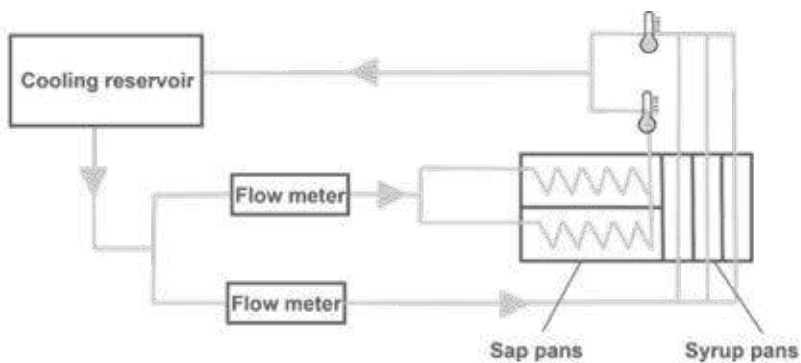 Cooling reservoir
Flow meter
Flow meter
Sap pans
Syrup pans